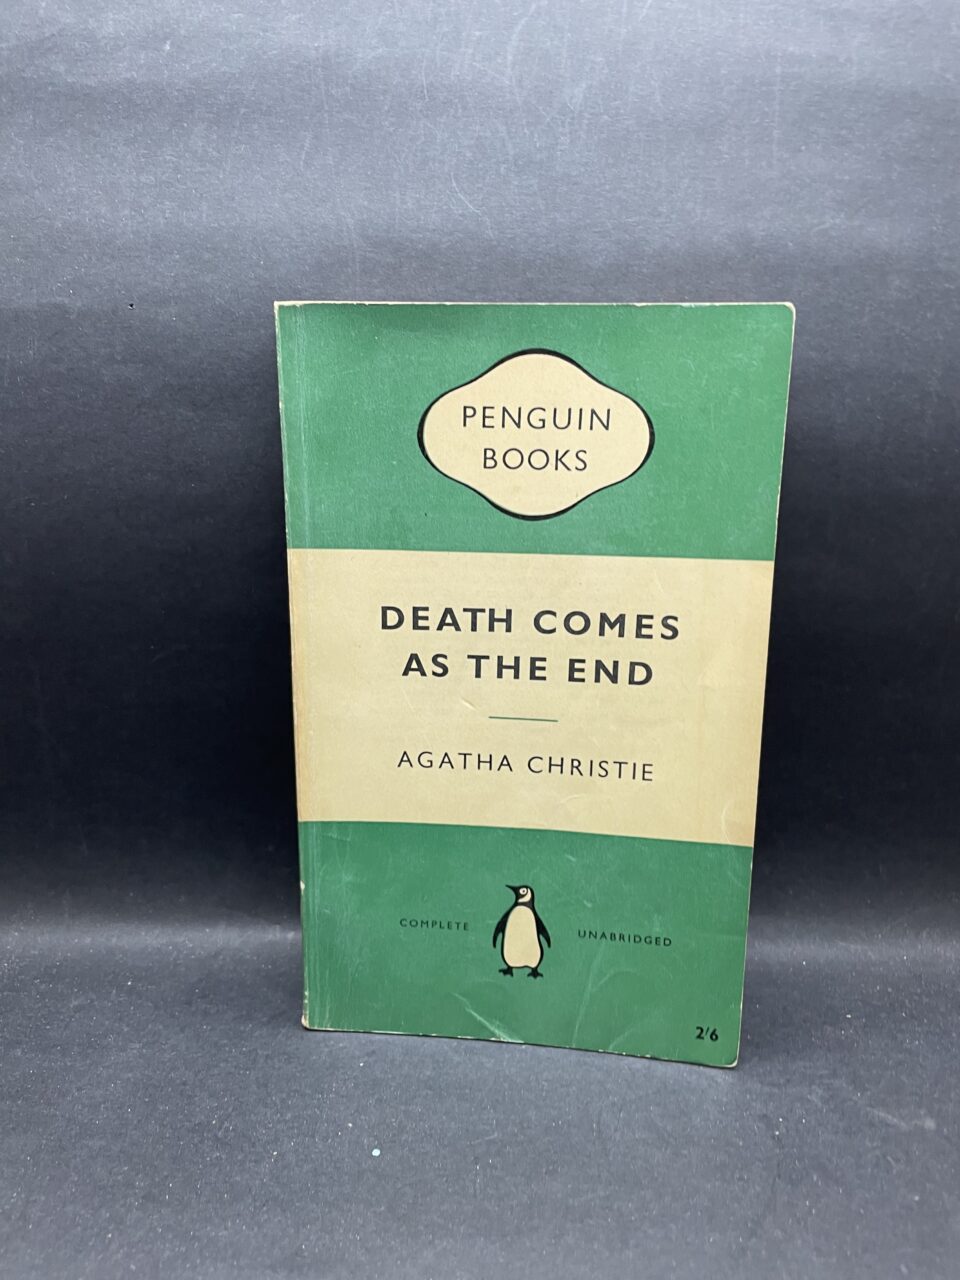 PENGUIN
BOOKS
DEATH COMES
AS THE END
AGATHA CHRISTIE
COMPLETE UNABRIDGED
2/6